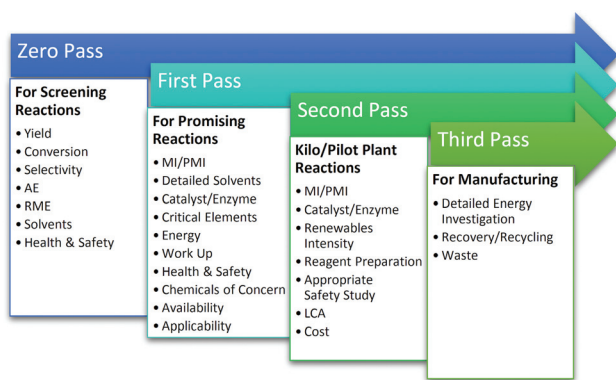 Zero Pass
For Screening
Reactions
• Yield
• Conversion
• Selectivity
• AE
• RME
• Solvents
• Health & Safety
First Pass
For Promising
Reactions
• MI/PMI
• Detailed Solvents
• Catalyst/Enzyme
• Critical Elements
• Energy
• Work Up
• Health & Safety
• Chemicals of Concern
• Availability
• Applicability
Second Pass
Kilo/Pilot Plant
Reactions
• MI/PMI
• Catalyst/Enzyme
• Renewables
Intensity
• Reagent Preparation
• Appropriate
Safety Study
• LCA
• Cost
Third Pass
For Manufacturing
• Detailed Energy
Investigation
• Recovery/Recycling
• Waste